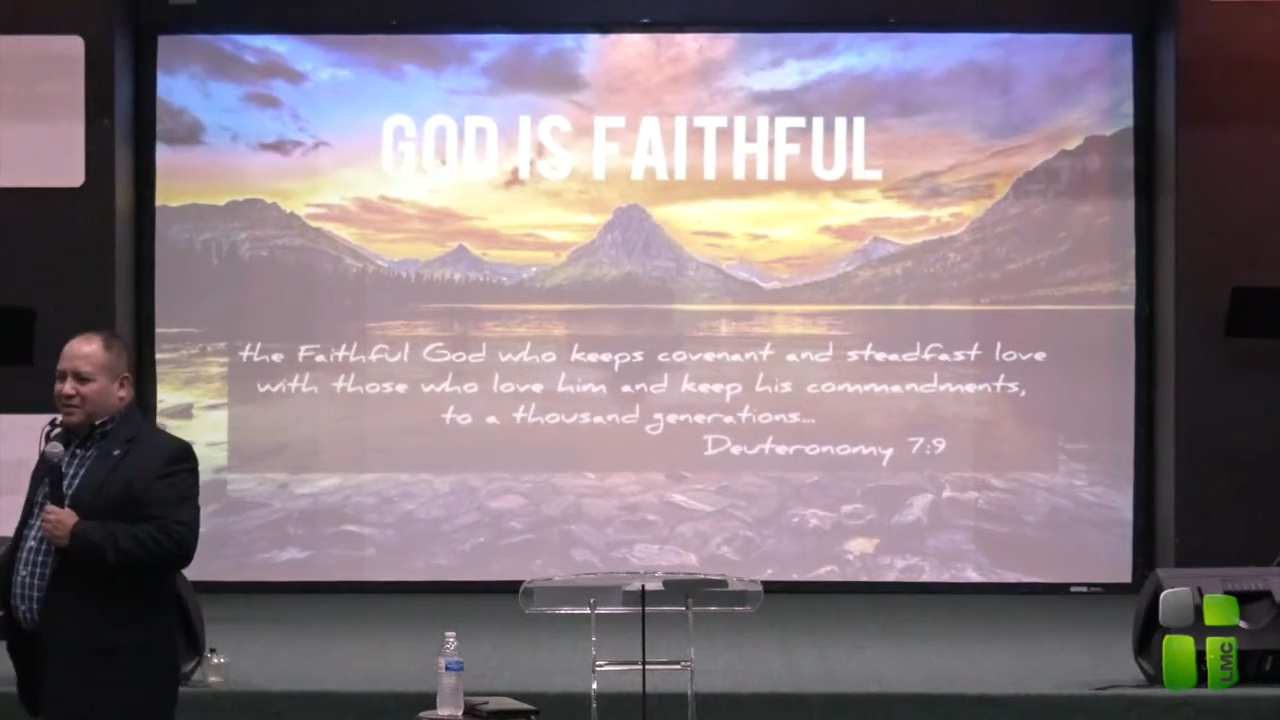 GOD IS FAITHFUL
the Faithful God who keeps covenant and steadfast love
with those who love him and keep his commandments,
to a thousand generations...
Deuteronomy 7:9
LMC